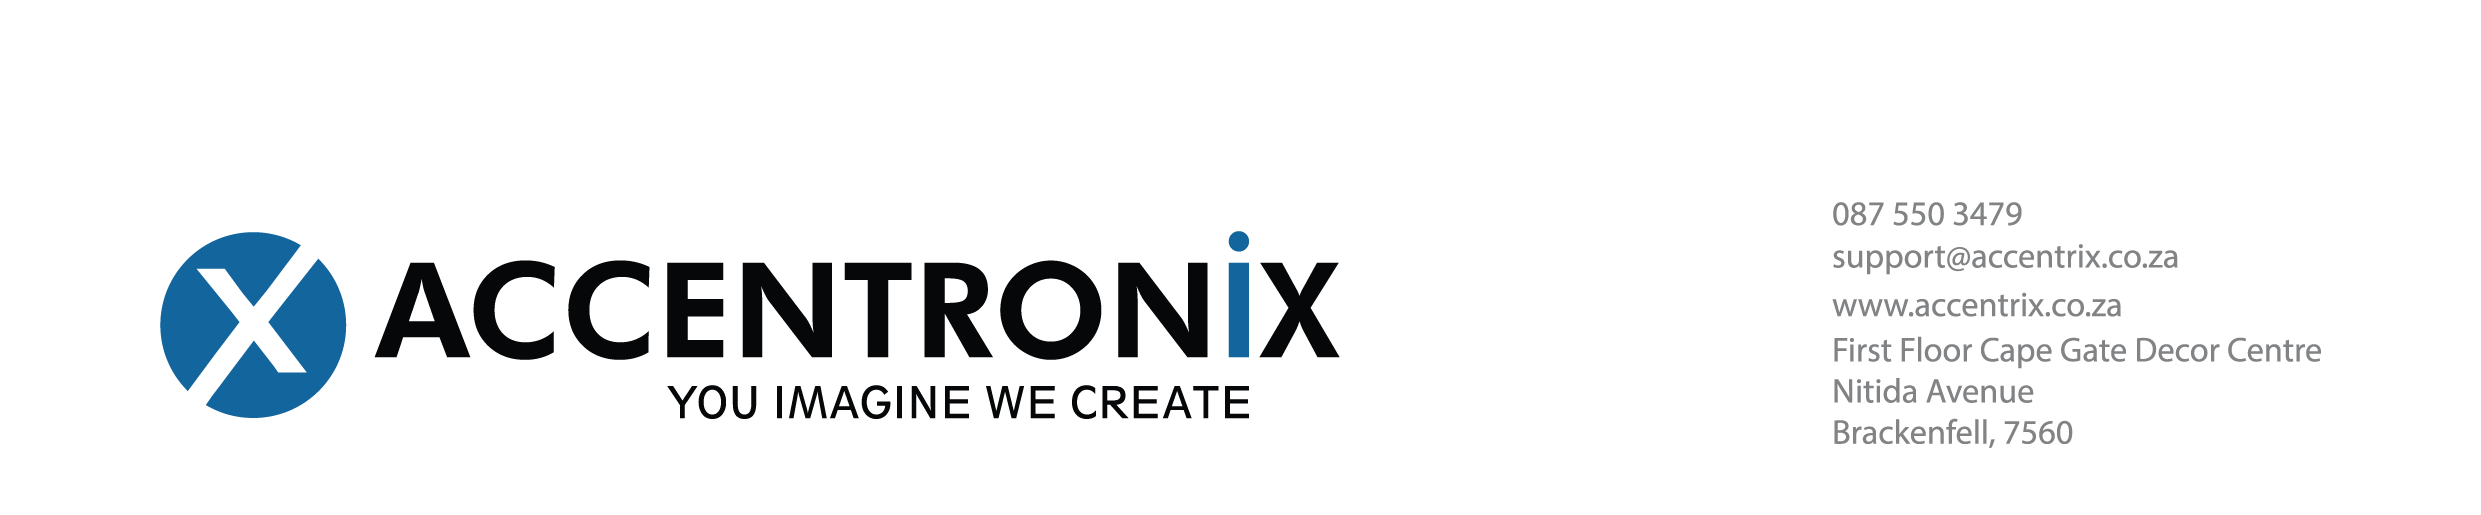 X ACCENTRONiX
YOU IMAGINE WE CREATE
087 550 3479
support@accentrix.co.za
www.accentrix.co.za
First Floor Cape Gate Decor Centre
Nitida Avenue
Brackenfell, 7560